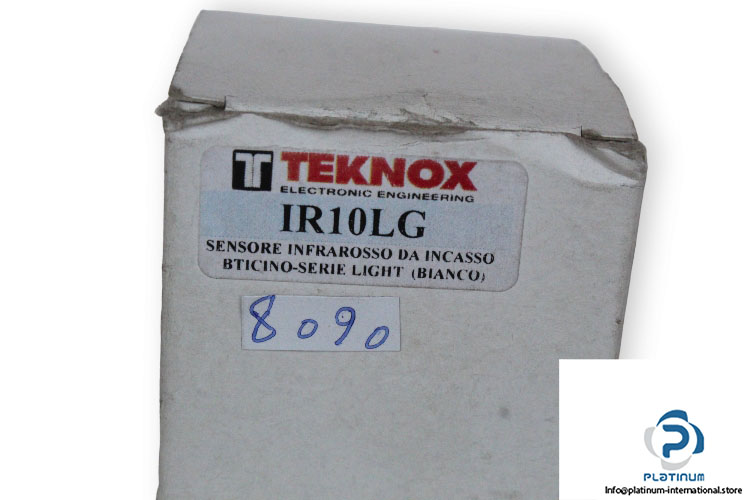 TEKNOX
ELECTRONIC ENGINEERING
IR10LG
SENSORE INFRAROSSO DA INCASSO
BTICINO-SERIE LIGHT (BIANCO)
8090
PLATINUM
Info@platinum-international.store